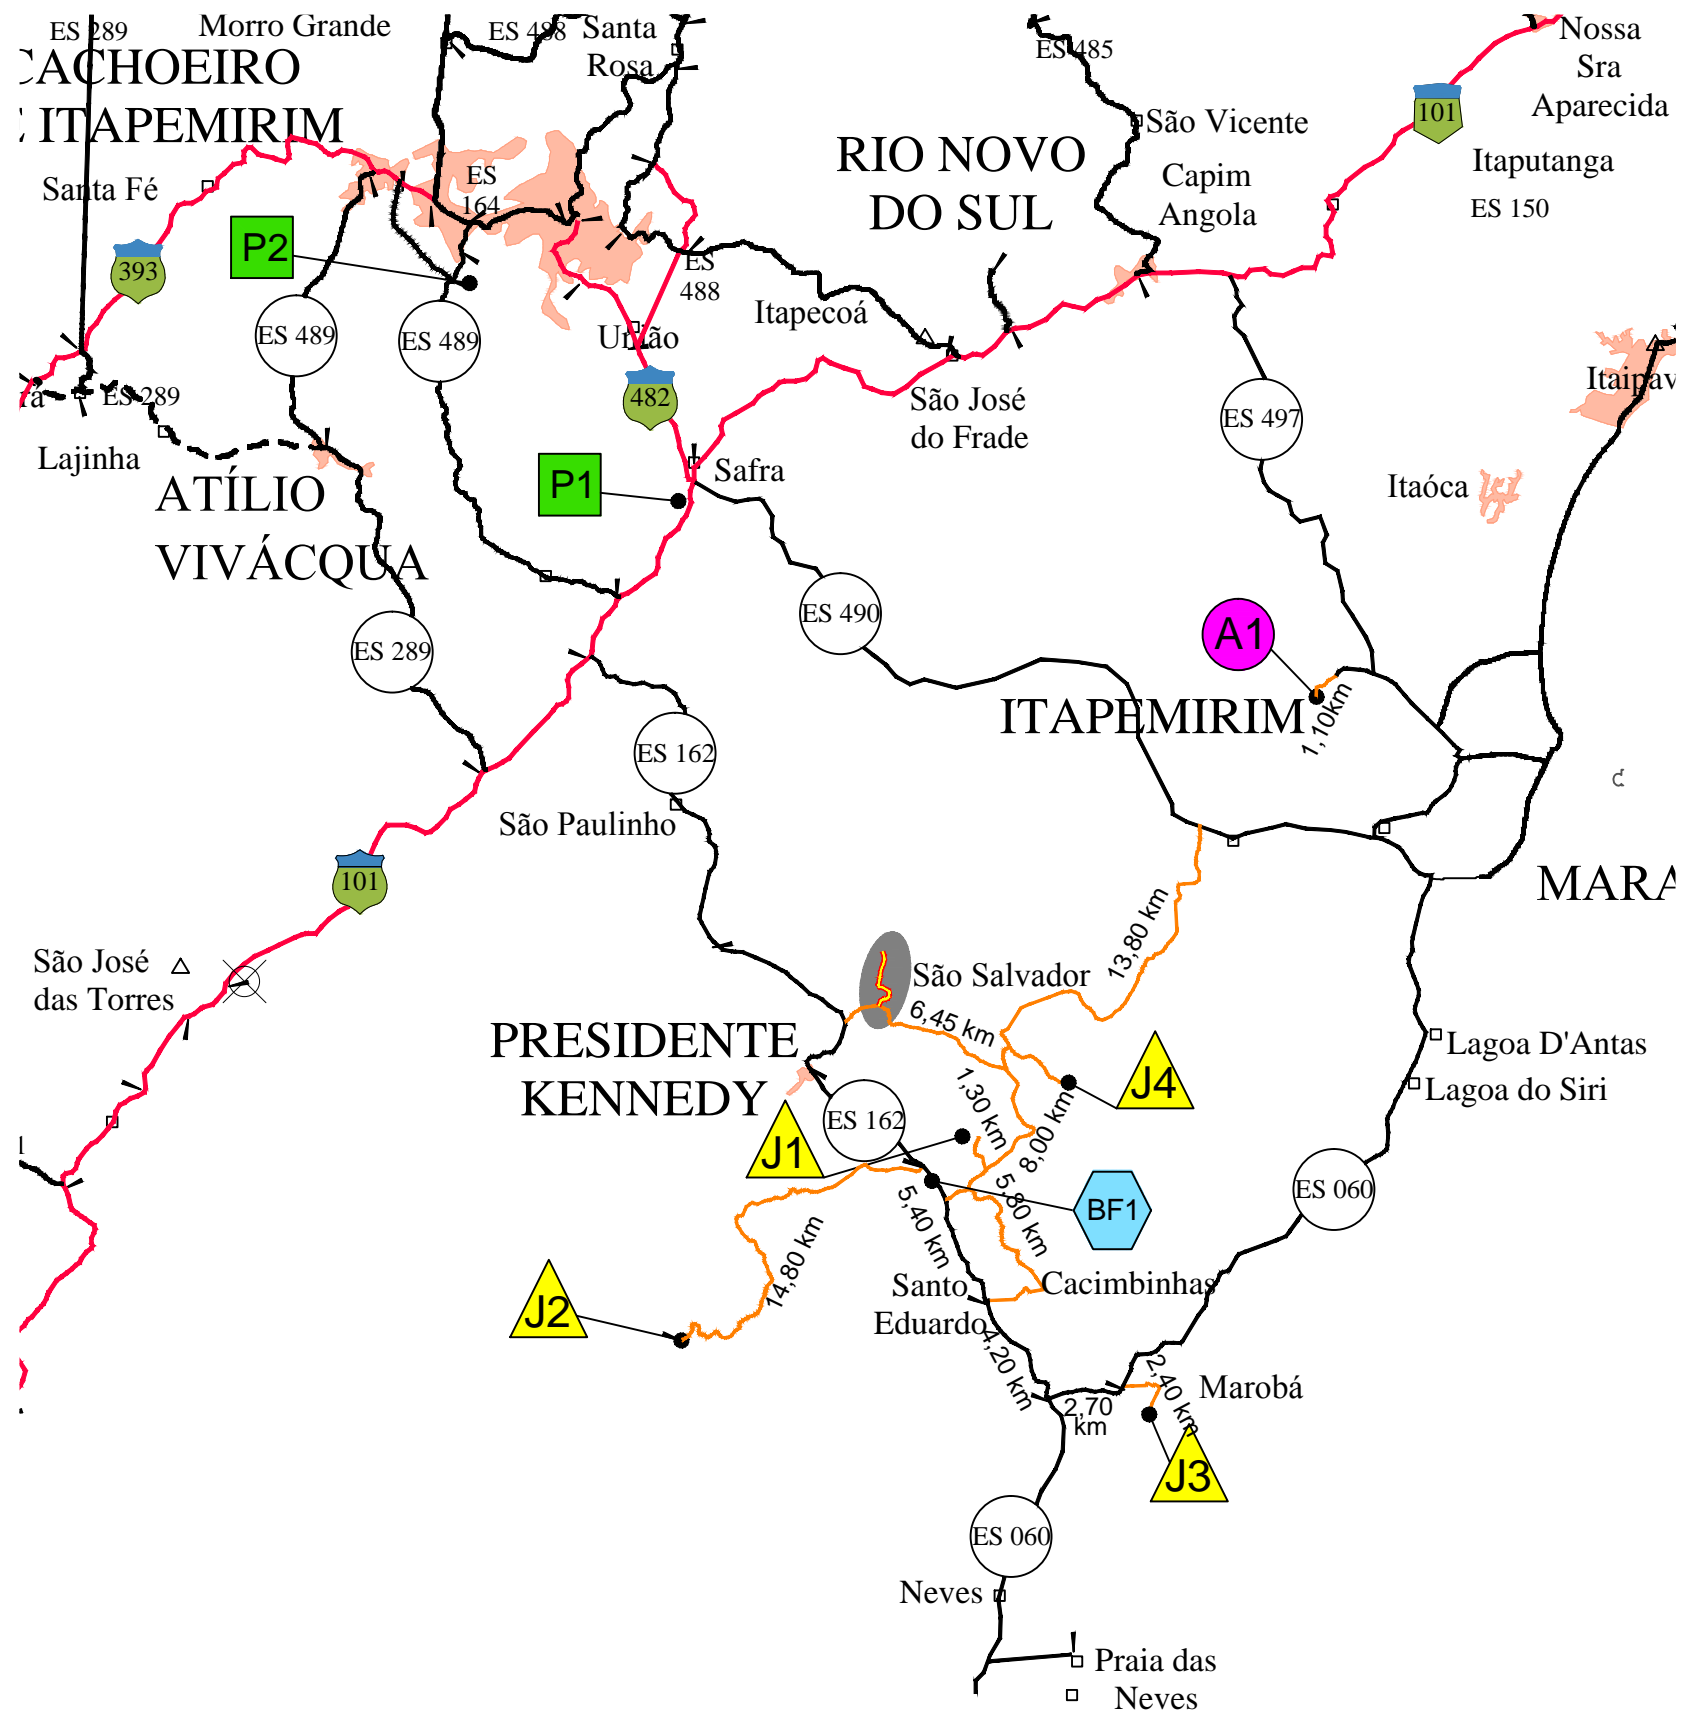 ES 289
Morro Grande
ES 488
Santa
Rosa
ES 485
Nossa
Sra
Aparecida
CACHOEIRO
E ITAPEMIRIM
101
São Vicente
RIO NOVO
DO SUL
Itaputanga
Santa Fé
ES
164
Capim
Angola
ES 150
P2
393
ES
488
Itapecoá
ES 489
ES 489
União
Itaipav
ES 289
482
São José
do Frade
ES 497
Lajinha
P1
Safra
Itaóca
ATÍLIO
VIVÁCQUA
ES 490
A1
ES 289
ITAPEMIRIM
1,10km
ES 162
São Paulinho
101
MARA
13,80 km
São José
das Torres
São Salvador
6,45 km
PRESIDENTE
KENNEDY
Lagoa D'Antas
J4
Lagoa do Siri
1,30 km
8,00 km
ES 162
J1
BF1
ES 060
5,80 km
5,40 km
14,80 km
Santo
Eduardo
Cacimbinhas
J2
4,20 km
2,40 km
Marobá
2,70
km
J3
ES 060
Neves
Praia das
Neves